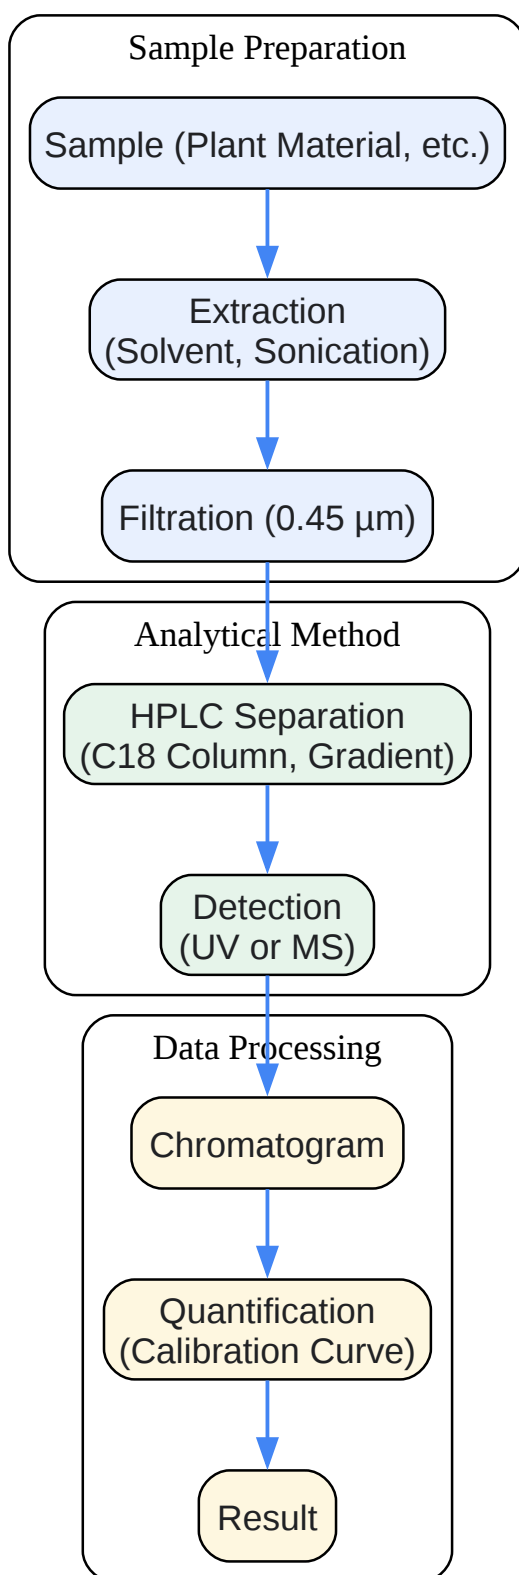 Sample Preparation
Sample (Plant Material, etc.)
Extraction
(Solvent, Sonication)
Filtration (0.45 µm)
Analytical Method
HPLC Separation
(C18 Column, Gradient)
Detection
(UV or MS)
Data Processing
Chromatogram
Quantification
(Calibration Curve)
Result